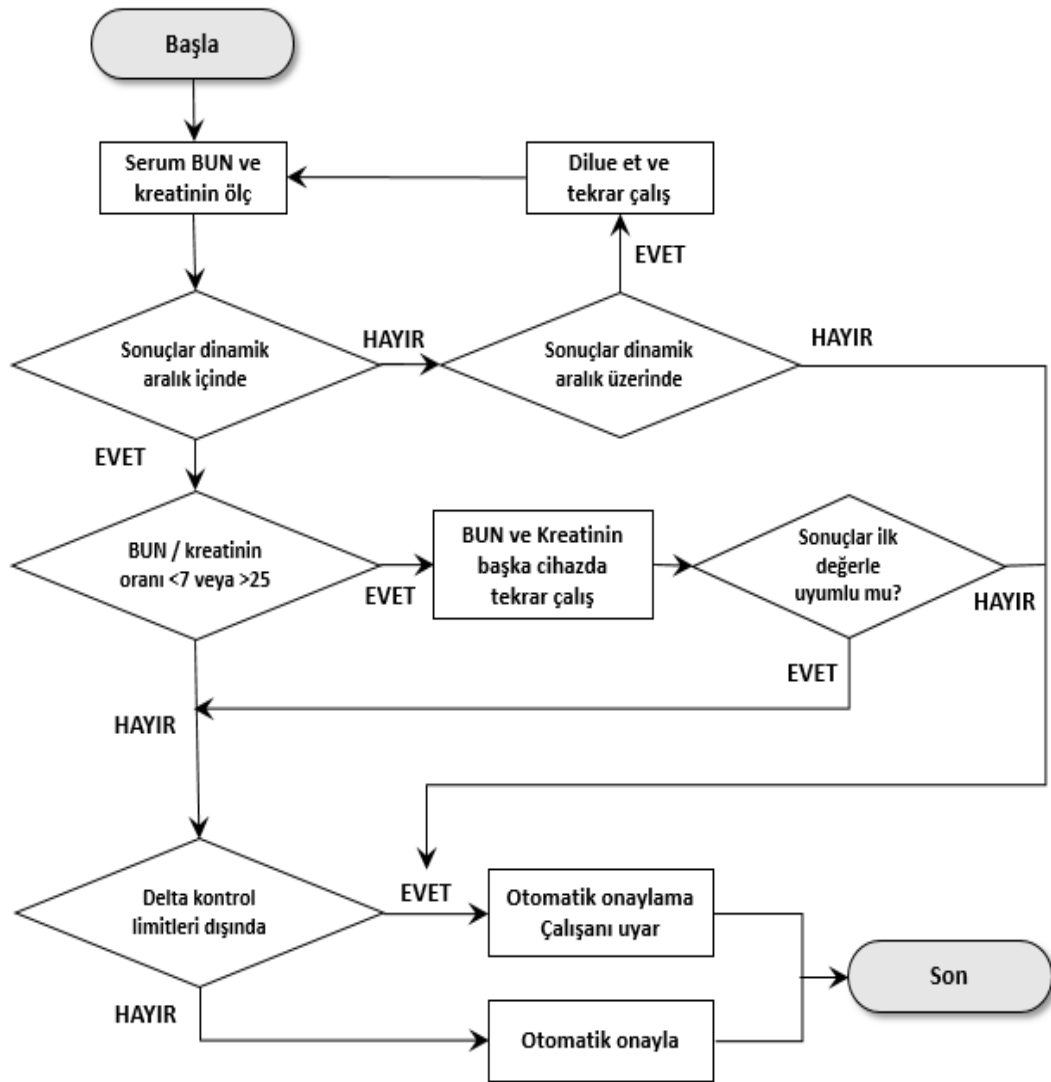 Başla
Serum BUN ve
kreatinin ölç
Dilue et ve
tekrar çalış
EVET
Sonuçlar dinamik
aralık içinde
HAYIR
Sonuçlar dinamik
aralık üzerinde
HAYIR
EVET
BUN / kreatinin
oranı <7 veya >25
EVET
BUN ve Kreatinin
başka cihazda
tekrar çalış
Sonuçlar ilk
değerle
uyumlu mu?
HAYIR
EVET
HAYIR
Delta kontrol
limitleri dışında
EVET
Otomatik onaylama
Çalışanı uyar
Son
HAYIR
Otomatik onayla